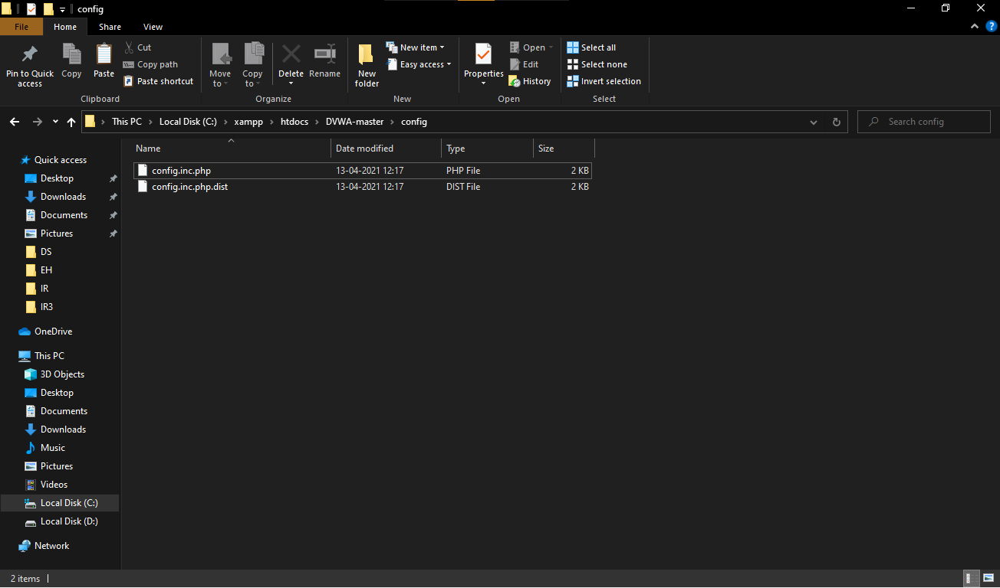 config
File Home Share View
Pin to Quick access
Copy
Paste
Cut
Copy path
Paste shortcut
Clipboard
Move to
Copy to
Delete
Rename
Organize
New folder
New item
Easy access
New
Properties
Open
Edit
History
Open
Select all
Select none
Invert selection
Select
This PC › Local Disk (C:) › xampp › htdocs › DVWA-master › config
Search config
Name Date modified Type Size
config.inc.php 13-04-2021 12:17 PHP File 2 KB
config.inc.php.dist 13-04-2021 12:17 DIST File 2 KB
Quick access
Desktop
Downloads
Documents
Pictures
DS
EH
IR
IR3
OneDrive
This PC
3D Objects
Desktop
Documents
Downloads
Music
Pictures
Videos
Local Disk (C:)
Local Disk (D:)
Network
2 items